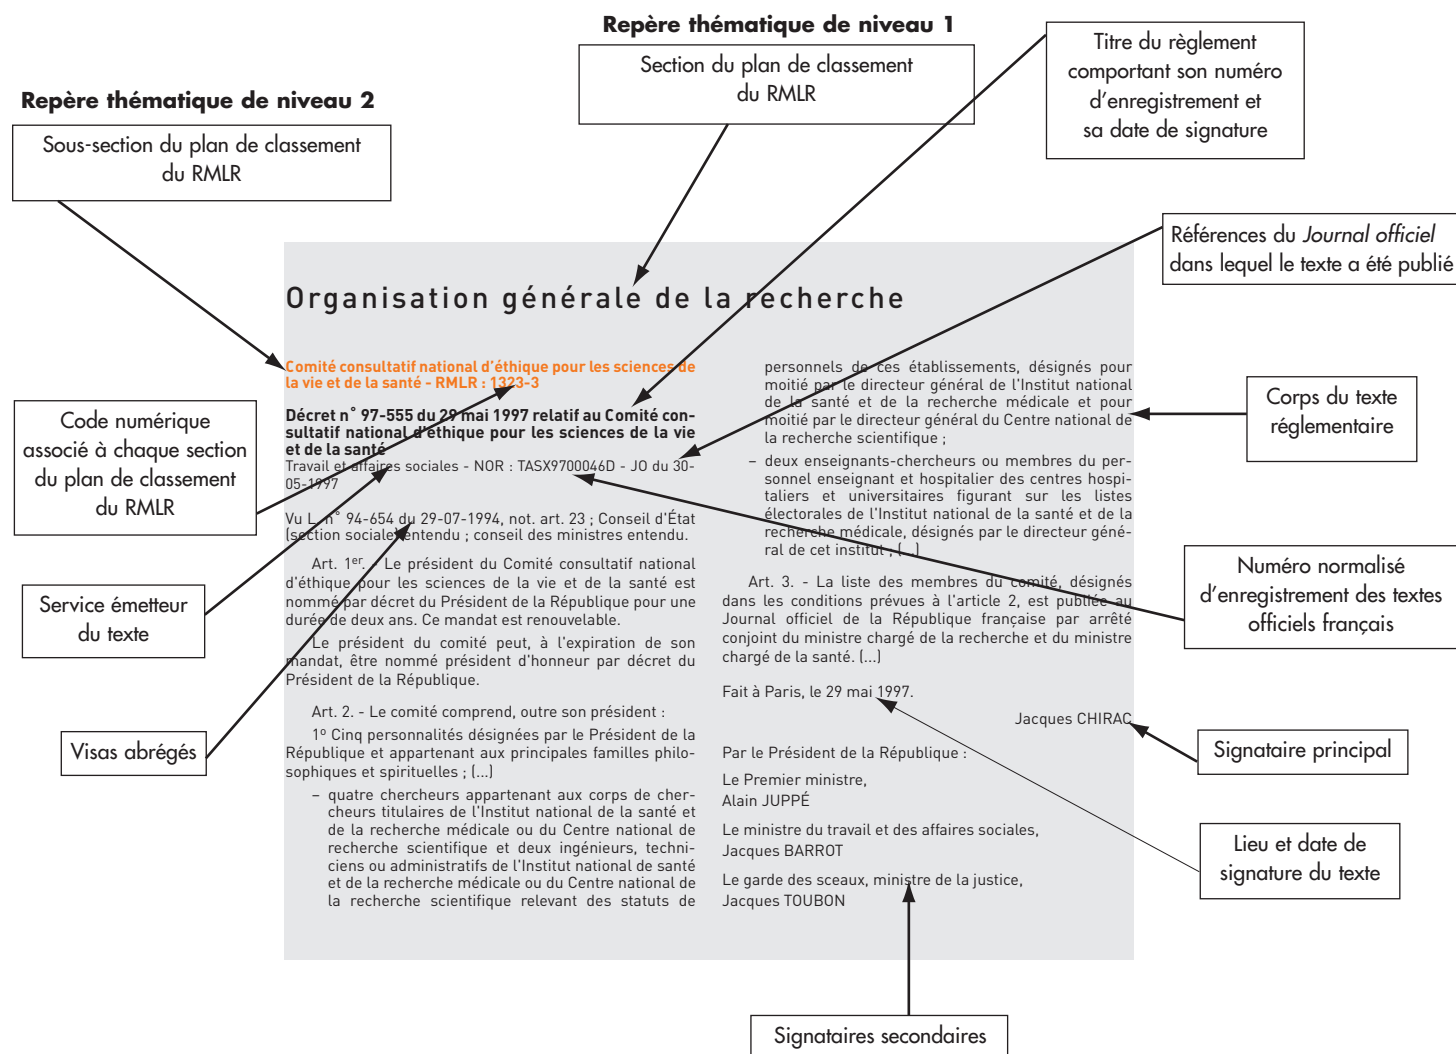 Repère thématique de niveau 1
Section du plan de classement
du RMLR
Titre du règlement
comportant son numéro
d'enregistrement et
sa date de signature
Repère thématique de niveau 2
Sous-section du plan de classement
du RMLR
Références du Journal officiel
dans lequel le texte a été publié
Organisation générale de la recherche
Comité consultatif national d'éthique pour les sciences de
la vie et de la santé - RMLR : 1323-3
Décret n° 97-555 du 29 mai 1997 relatif au Comité con-
sultatif national d'éthique pour les sciences de la vie
et de la santé
Travail et affaires sociales - NOR : TASX9700046D - JO du 30-
05-1997
Vu L. n° 94-654 du 29-07-1994, not. art. 23 ; Conseil d'État
(section sociale) entendu ; conseil des ministres entendu.
Art. 1er. - Le président du Comité consultatif national
d'éthique pour les sciences de la vie et de la santé est
nommé par décret du Président de la République pour une
durée de deux ans. Ce mandat est renouvelable.
Le président du comité peut, à l'expiration de son
mandat, être nommé président d'honneur par décret du
Président de la République.
Art. 2. - Le comité comprend, outre son président :
1º Cinq personnalités désignées par le Président de la
République et appartenant aux principales familles philo-
sophiques et spirituelles ; (...)
– quatre chercheurs appartenant aux corps de cher-
cheurs titulaires de l'Institut national de la santé et
de la recherche médicale ou du Centre national de
recherche scientifique et deux ingénieurs, techni-
ciens ou administratifs de l'Institut national de santé
et de la recherche médicale ou du Centre national de
la recherche scientifique relevant des statuts de
personnels de ces établissements, désignés pour
moitié par le directeur général de l'Institut national
de la santé et de la recherche médicale et pour
moitié par le directeur général du Centre national de
la recherche scientifique ;
– deux enseignants-chercheurs ou membres du per-
sonnel enseignant et hospitalier des centres hospi-
taliers et universitaires figurant sur les listes
électorales de l'Institut national de la santé et de la
recherche médicale, désignés par le directeur géné-
ral de cet institut ; (...)
Art. 3. - La liste des membres du comité, désignés
dans les conditions prévues à l'article 2, est publiée au
Journal officiel de la République française par arrêté
conjoint du ministre chargé de la recherche et du ministre
chargé de la santé. (...)
Fait à Paris, le 29 mai 1997.
Jacques CHIRAC
Par le Président de la République :
Le Premier ministre,
Alain JUPPÉ
Le ministre du travail et des affaires sociales,
Jacques BARROT
Le garde des sceaux, ministre de la justice,
Jacques TOUBON
Code numérique
associé à chaque section
du plan de classement
du RMLR
Service émetteur
du texte
Visas abrégés
Corps du texte
réglementaire
Numéro normalisé
d'enregistrement des textes
officiels français
Signataire principal
Lieu et date de
signature du texte
Signataires secondaires